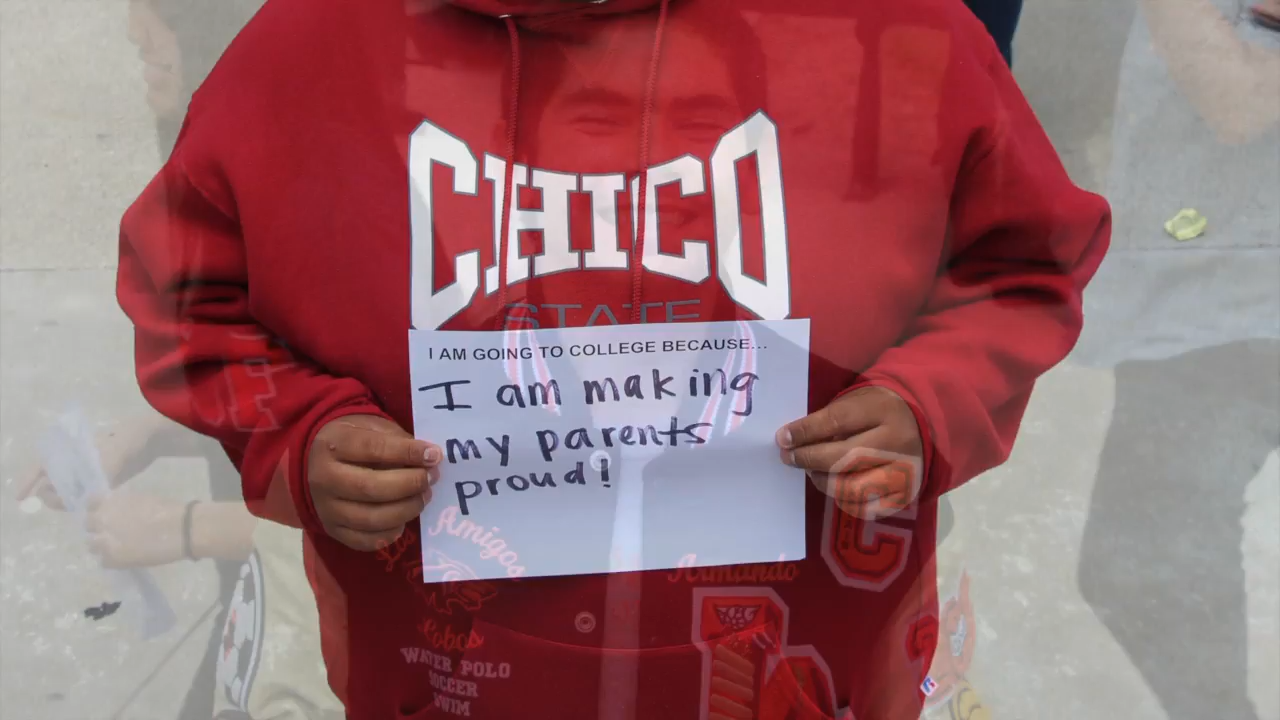 CHICO
STATE
I AM GOING TO COLLEGE BECAUSE...
I am making
my parents
proud!
Los Amigos
Lobos
Armando
C
WATER POLO
SOCCER
SWIM